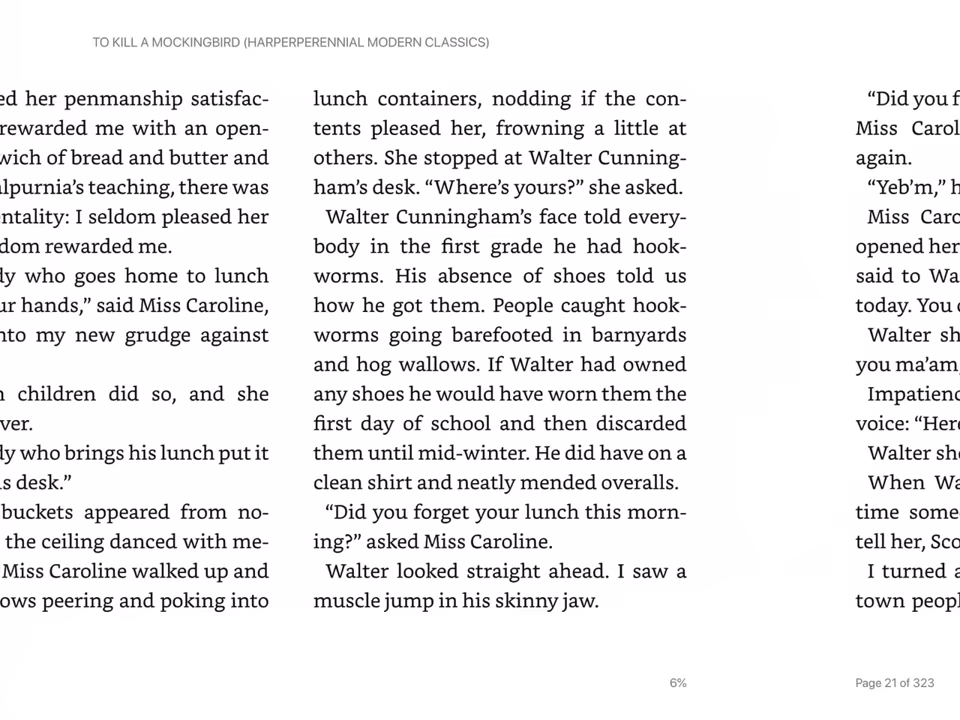 TO KILL A MOCKINGBIRD (HARPERPERENNIAL MODERN CLASSICS)
ed her penmanship satisfac-
rewarded me with an open-
wich of bread and butter and
alpurnia's teaching, there was
entality: I seldom pleased her
dom rewarded me.
dy who goes home to lunch
ur hands,” said Miss Caroline,
nto my new grudge against
n children did so, and she
ver.
dy who brings his lunch put it
s desk.”
buckets appeared from no-
the ceiling danced with me-
Miss Caroline walked up and
ows peering and poking into
lunch containers, nodding if the con-
tents pleased her, frowning a little at
others. She stopped at Walter Cunning-
ham’s desk. “Where’s yours?” she asked.
Walter Cunningham’s face told every-
body in the first grade he had hook-
worms. His absence of shoes told us
how he got them. People caught hook-
worms going barefooted in barnyards
and hog wallows. If Walter had owned
any shoes he would have worn them the
first day of school and then discarded
them until mid-winter. He did have on a
clean shirt and neatly mended overalls.
“Did you forget your lunch this morn-
ing?” asked Miss Caroline.
Walter looked straight ahead. I saw a
muscle jump in his skinny jaw.
6%
“Did you f
Miss Carol
again.
“Yeb’m,” h
Miss Caro
opened her
said to Wa
today. You
Walter sh
you ma’am,
Impatienc
voice: “Here
Walter sh
When Wa
time some
tell her, Sco
I turned a
town peopl
Page 21 of 323